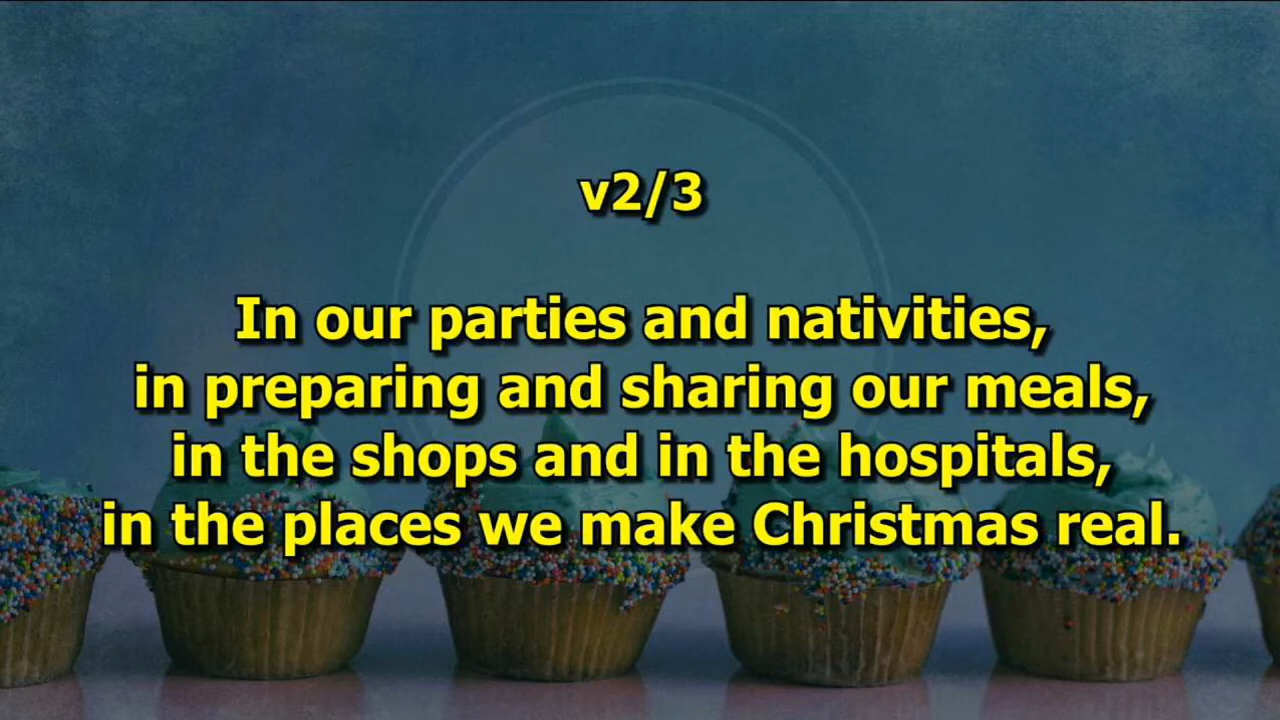 v2/3
In our parties and nativities,
in preparing and sharing our meals,
in the shops and in the hospitals,
in the places we make Christmas real.